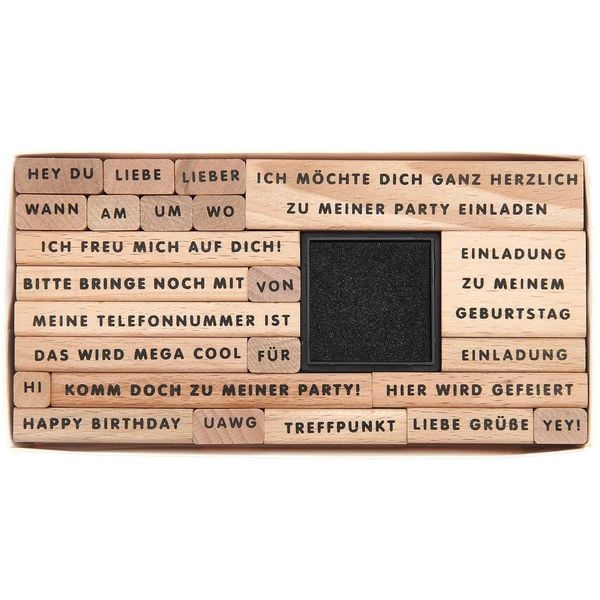 HEY DU LIEBE LIEBER
ICH MÖCHTE DICH GANZ HERZLICH
ZU MEINER PARTY EINLADEN
WANN AM UM WO
ICH FREU MICH AUF DICH!
BITTE BRINGE NOCH MIT VON
MEINE TELEFONNUMMER IST
DAS WIRD MEGA COOL FÜR
EINLADUNG
ZU MEINEM
GEBURTSTAG
EINLADUNG
HI KOMM DOCH ZU MEINER PARTY! HIER WIRD GEFEIERT
HAPPY BIRTHDAY UAWG TREFFPUNKT LIEBE GRÜßE YEY!